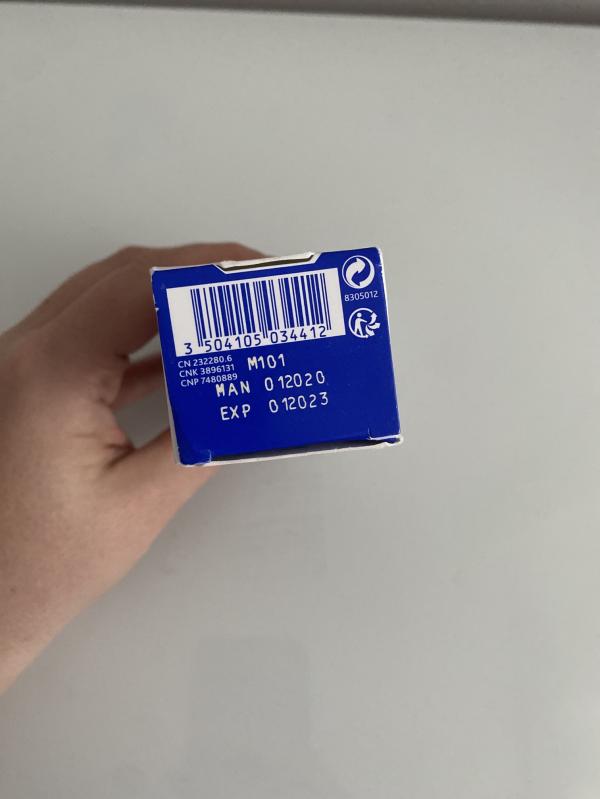 3 504105 034412
8305012
CN 232280.6
CNK 3896131
CNP 7480889
M101
MAN 012020
EXP 012023